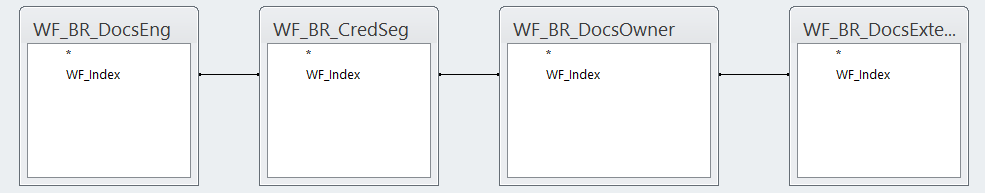 WF_BR_DocsEng
*
WF_Index
WF_BR_CredSeg
*
WF_Index
WF_BR_DocsOwner
*
WF_Index
WF_BR_DocsExte...
*
WF_Index